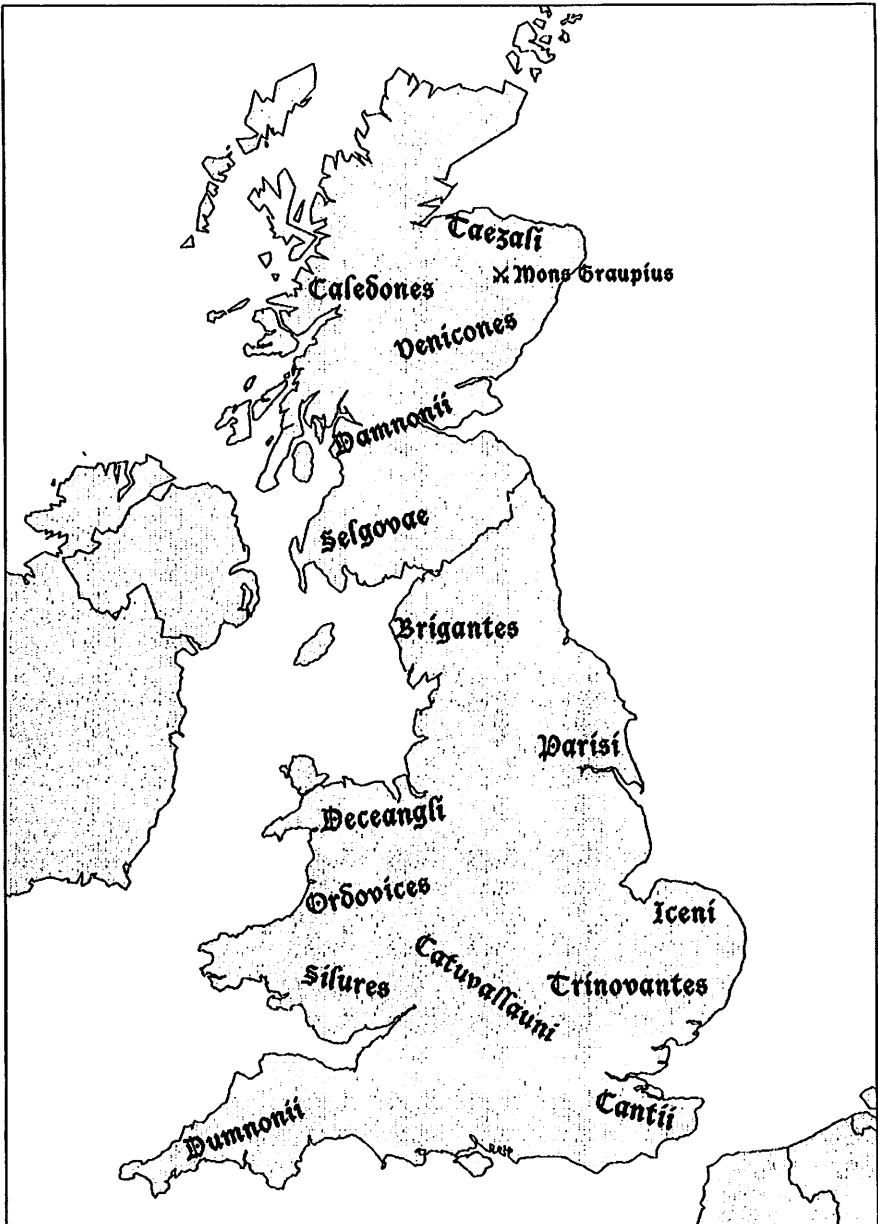 Taezali
Mons Graupius
Caledones
Venicones
Damnonii
Selgovae
Brigantes
Parisi
Deceangli
Ordovices
Iceni
Catuvallauni
Silures
Trinovantes
Cantii
Dumnonii